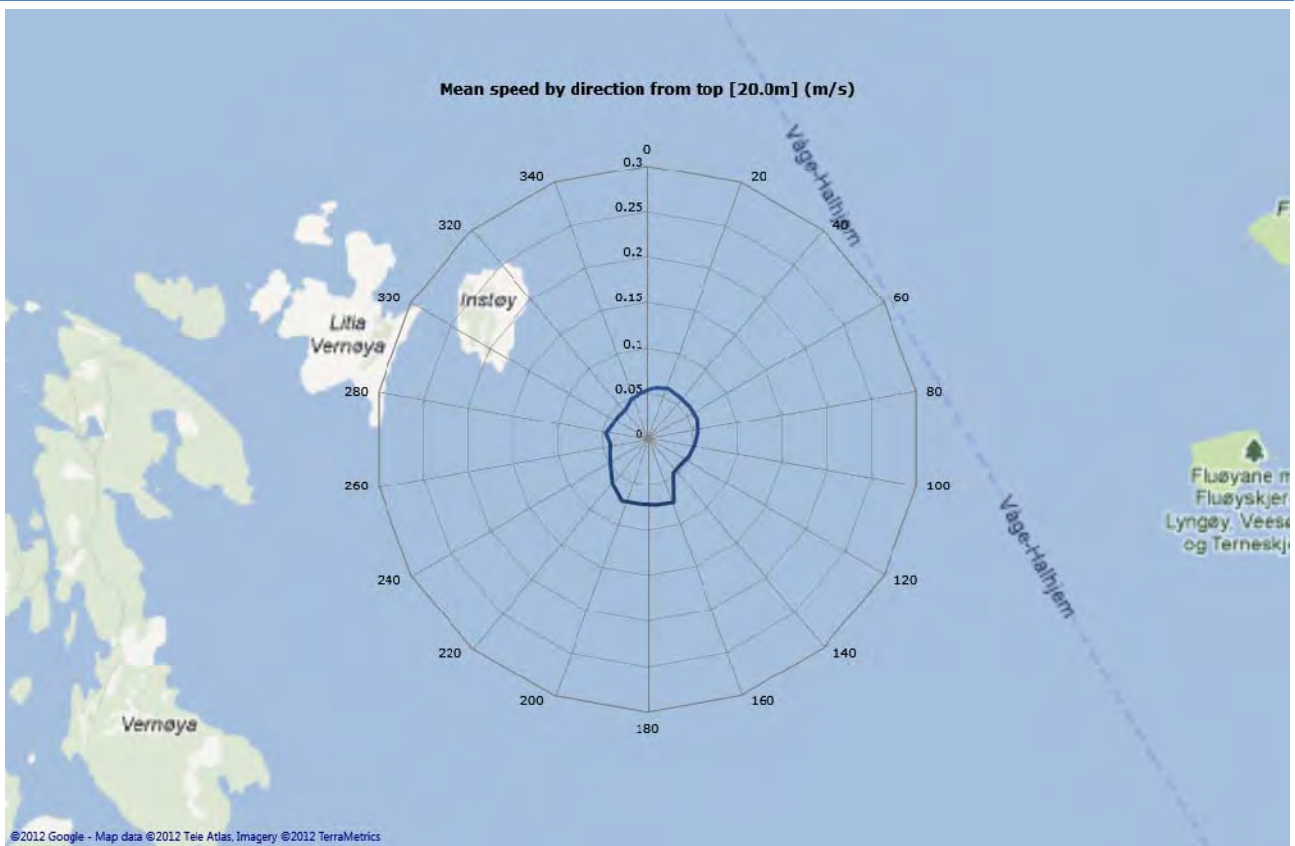 Mean speed by direction from top [20.0m] (m/s)
0
0.3
340
20
Våge-Halhjem
320
0.25
40
0.2
300
Instøy
0.15
60
Litla
Vernøya
0.1
280
0.05
80
0
Fluøyane
Fluøyskjer
Lyngøy, Vees
og Terneskj
260
100
Våge-Halhjem
240
120
220
140
200
160
180
Vernøya
©2012 Google - Map data ©2012 Tele Atlas, Imagery ©2012 TerraMetrics